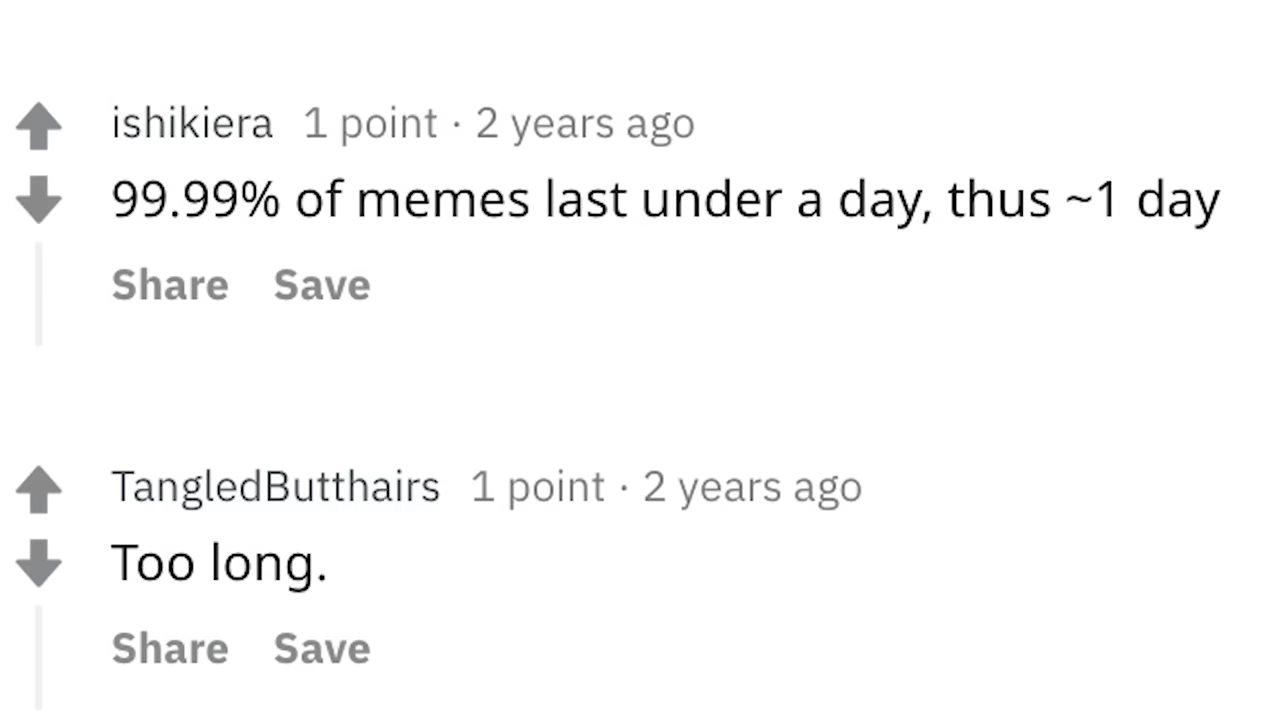 ishikiera 1 point · 2 years ago
99.99% of memes last under a day, thus ~1 day
Share Save
TangledButthairs 1 point · 2 years ago
Too long.
Share Save